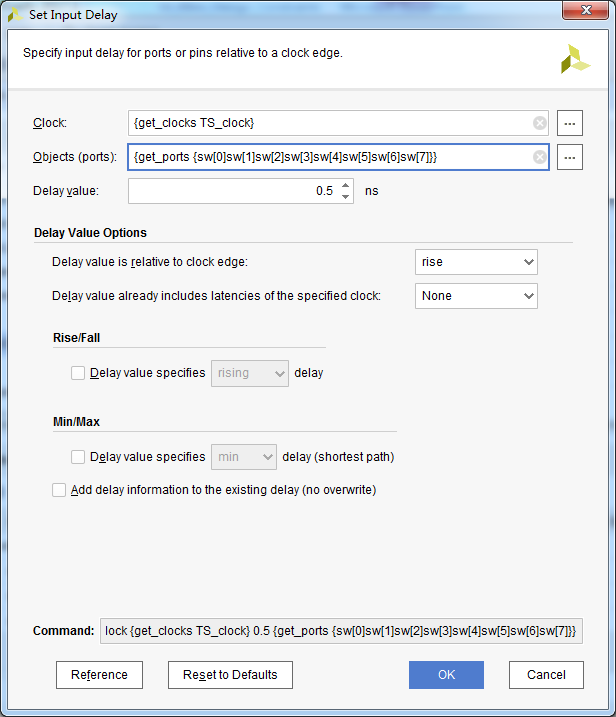 Set Input Delay
Specify input delay for ports or pins relative to a clock edge.
Clock: {get_clocks TS_clock} ...
Objects (ports): {get_ports {sw[0]sw[1]sw[2]sw[3]sw[4]sw[5]sw[6]sw[7]}} ...
Delay value: 0.5 ns
Delay Value Options
Delay value is relative to clock edge: rise
Delay value already includes latencies of the specified clock: None
Rise/Fall
Delay value specifies rising delay
Min/Max
Delay value specifies min delay (shortest path)
Add delay information to the existing delay (no overwrite)
Command: lock {get_clocks TS_clock} 0.5 {get_ports {sw[0]sw[1]sw[2]sw[3]sw[4]sw[5]sw[6]sw[7]}}
Reference Reset to Defaults OK Cancel